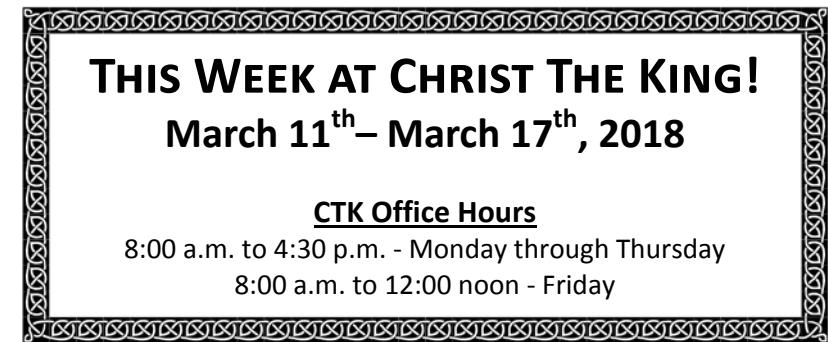 THIS WEEK AT CHRIST THE KING!
March 11th– March 17th, 2018
CTK Office Hours
8:00 a.m. to 4:30 p.m. - Monday through Thursday
8:00 a.m. to 12:00 noon - Friday